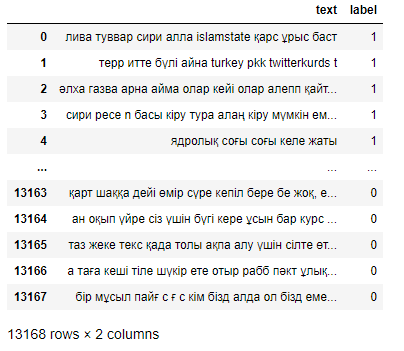 text label
0 лива туввар сири алла islamstate қарс ұрыс баст 1
1 терр итте бүлі айна turkey pkk twitterkurds t 1
2 әлха газва арна айма олар кейі олар алепп қайт... 1
3 сири ресе n басы кіру тура алаң кіру мүмкін ем... 1
4 ядролық соғы соғы келе жаты 1
... ... ...
13163 қарт шаққа дейі өмір сүре кепіл бере бе жоқ, е... 0
13164 ан оқып үйре сіз үшін бүгі кере ұсын бар курс ... 0
13165 таз жеке текс қада толы ақпа алу үшін сілте өт... 0
13166 а таға кеші тіле шүкір ете отыр рабб пәкт ұлық... 0
13167 бір мұсыл пайғ с ғ с кім бізд алда ол бізд еме... 0
13168 rows × 2 columns